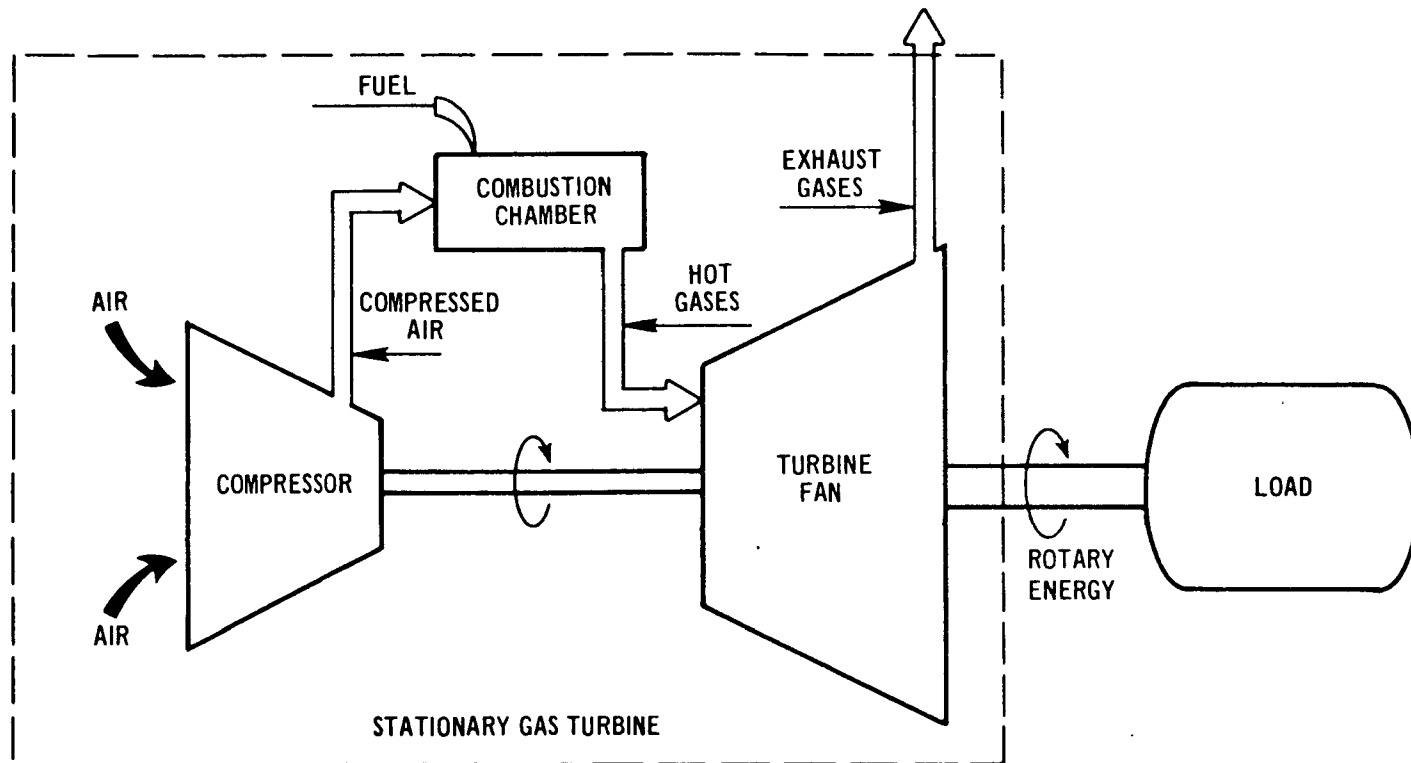 FUEL
COMBUSTION
CHAMBER
EXHAUST
GASES
HOT
GASES
AIR
COMPRESSED
AIR
COMPRESSOR
TURBINE
FAN
LOAD
ROTARY
ENERGY
AIR
STATIONARY GAS TURBINE